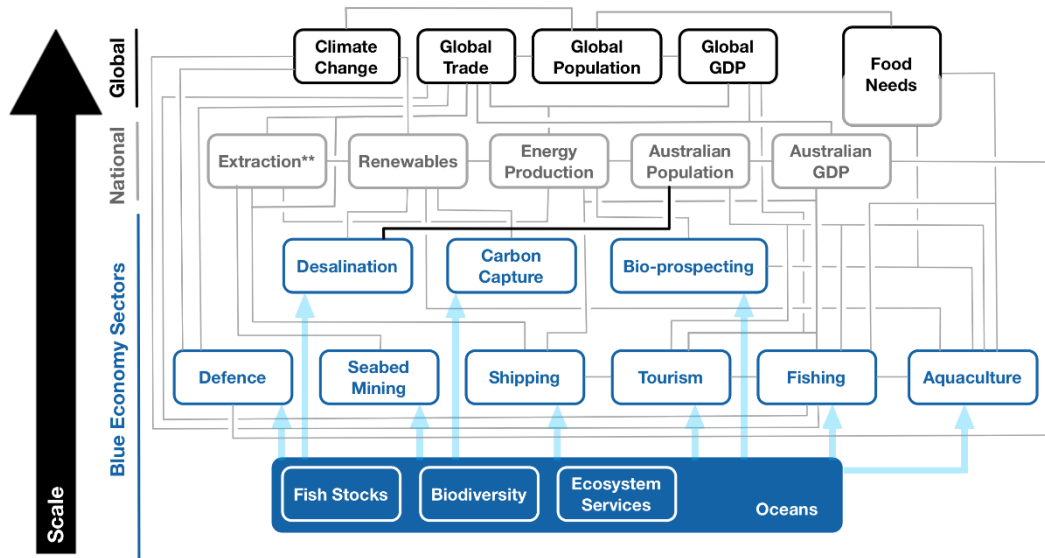 Scale
Global
National
Blue Economy Sectors
Climate
Change
Global
Trade
Global
Population
Global
GDP
Food
Needs
Extraction**
Renewables
Energy
Production
Australian
Population
Australian
GDP
Desalination
Carbon
Capture
Bio-prospecting
Defence
Seabed
Mining
Shipping
Tourism
Fishing
Aquaculture
Fish Stocks
Biodiversity
Ecosystem
Services
Oceans